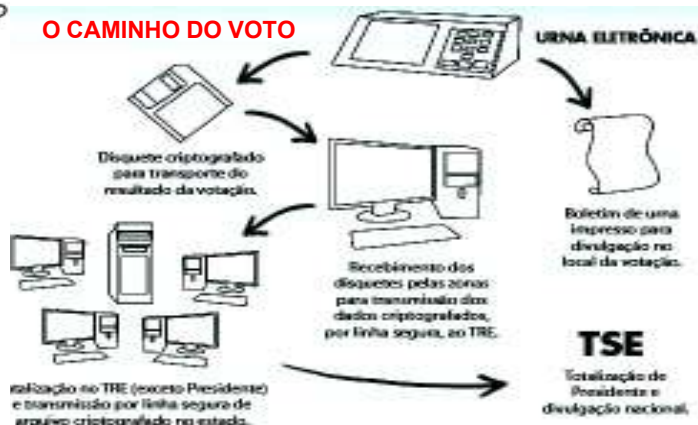 O CAMINHO DO VOTO
URNA ELETRÔNICA
Disquete criptografado
para transporte do
resultado da votação.
Boletim de urna
impresso para
divulgação no
local da votação.
Recebimento dos
disquetes pelas zonas
para transmissão dos
dados criptografados,
por linha segura, ao TRE.
TSE
Totalização de
Presidente e
divulgação nacional.
talização no TRE (exceto Presidente)
e transmissão por linha segura de
arquivo criptografado no estado.